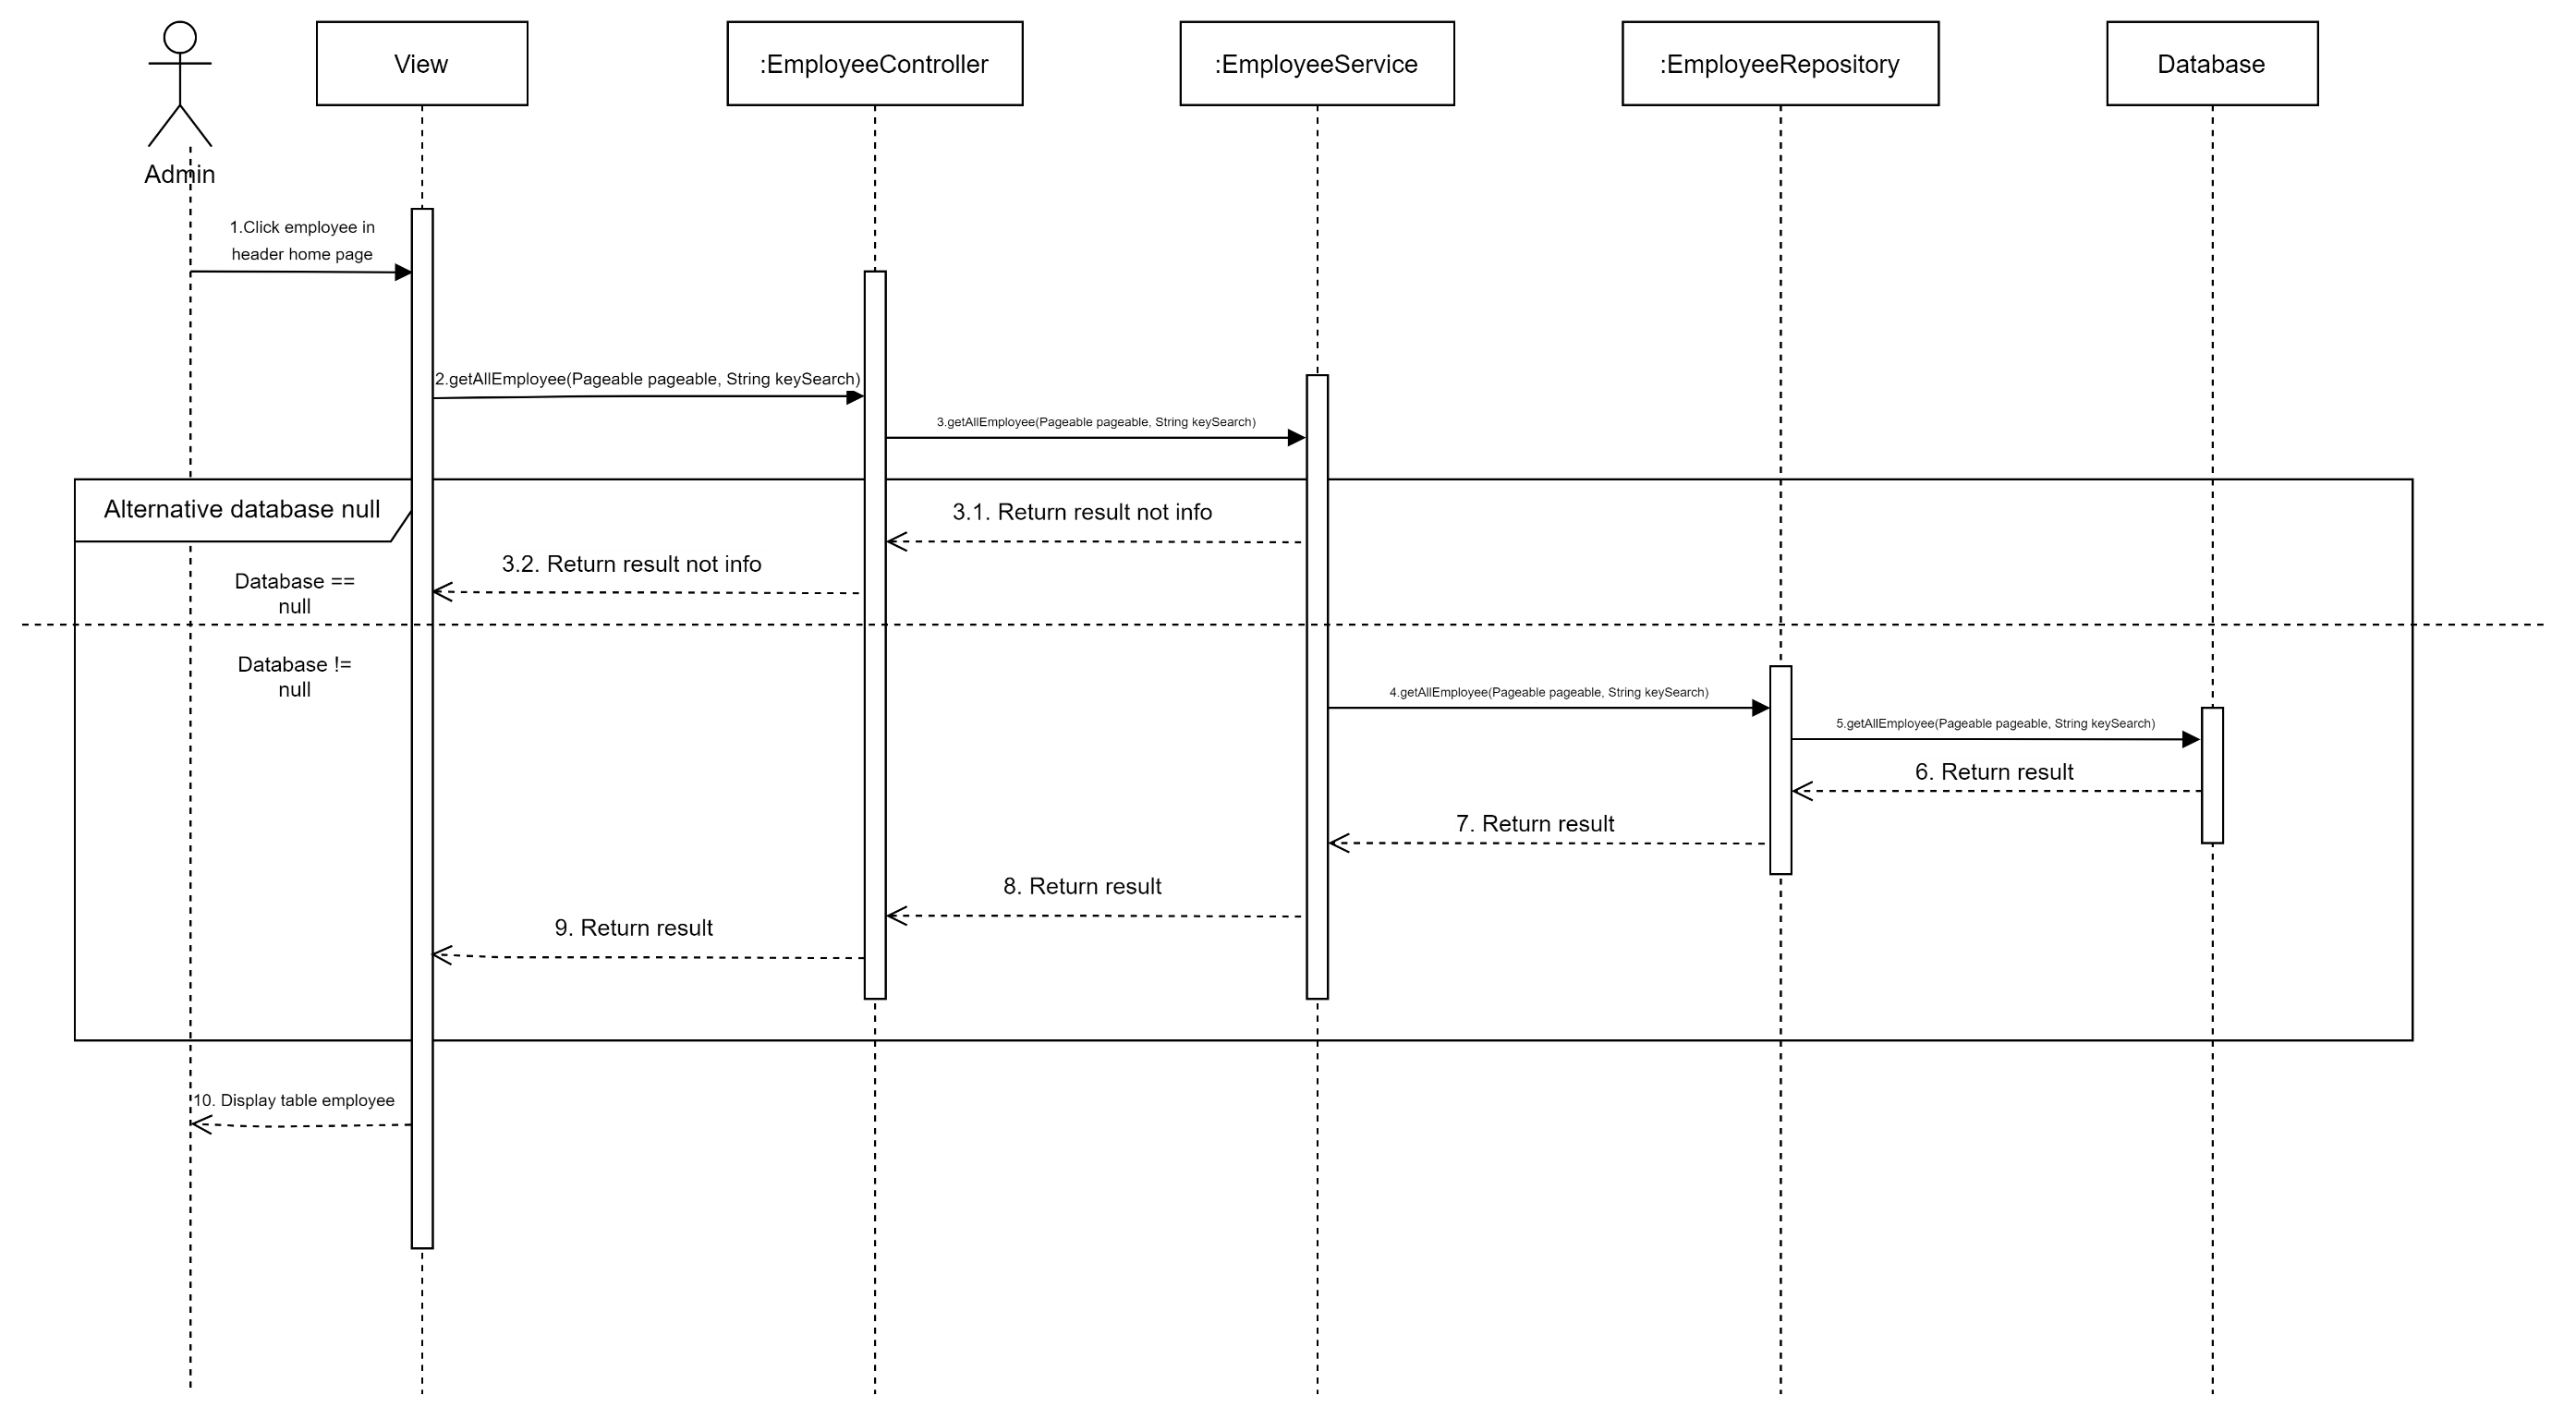 View
:EmployeeController
:EmployeeService
:EmployeeRepository
Database
Admin
1.Click employee in
header home page
2.getAllEmployee(Pageable pageable, String keySearch)
3.getAllEmployee(Pageable pageable, String keySearch)
Alternative database null
3.1. Return result not info
3.2. Return result not info
Database ==
null
Database !=
null
4.getAllEmployee(Pageable pageable, String keySearch)
5.getAllEmployee(Pageable pageable, String keySearch)
6. Return result
7. Return result
8. Return result
9. Return result
10. Display table employee